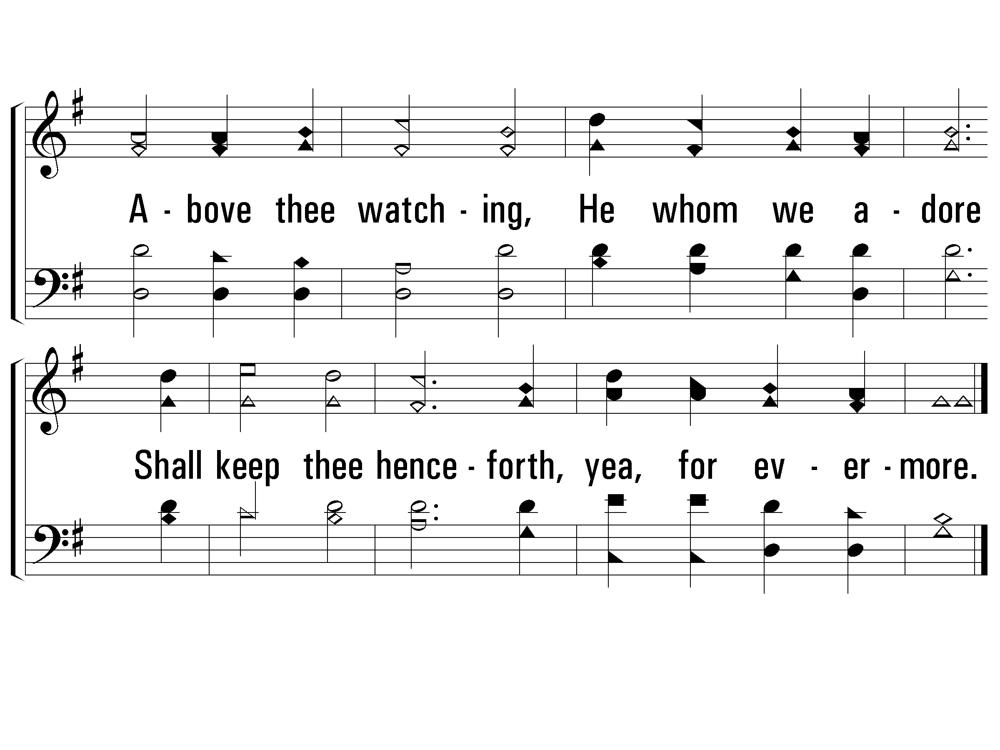 A - bove thee watch - ing, He whom we a - dore
Shall keep thee hence - forth, yea, for ev - er - more.